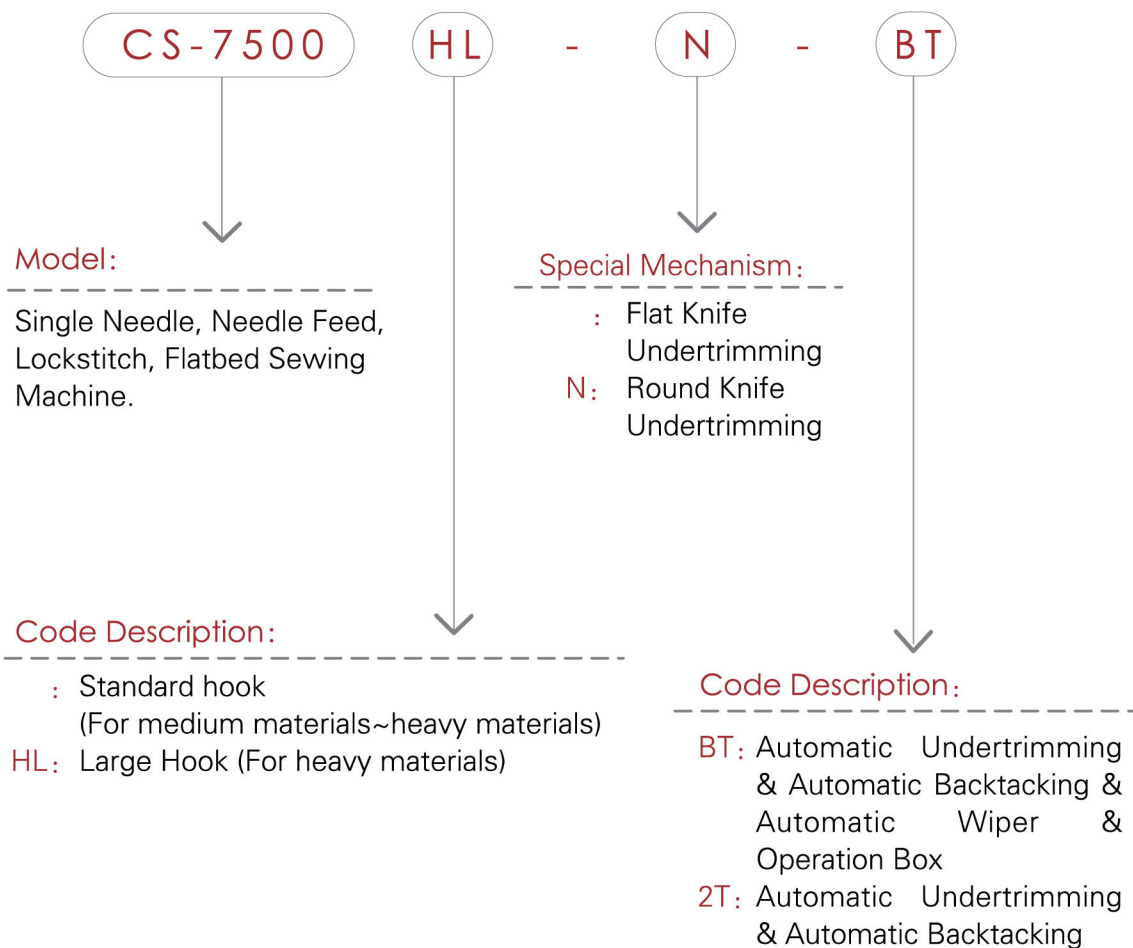 CS-7500 HL - N - BT
Model:
Single Needle, Needle Feed,
Lockstitch, Flatbed Sewing
Machine.
Special Mechanism:
: Flat Knife
Undertrimming
N: Round Knife
Undertrimming
Code Description:
: Standard hook
(For medium materials~heavy materials)
HL: Large Hook (For heavy materials)
Code Description:
BT: Automatic Undertrimming
& Automatic Backtacking &
Automatic Wiper &
Operation Box
2T: Automatic Undertrimming
& Automatic Backtacking